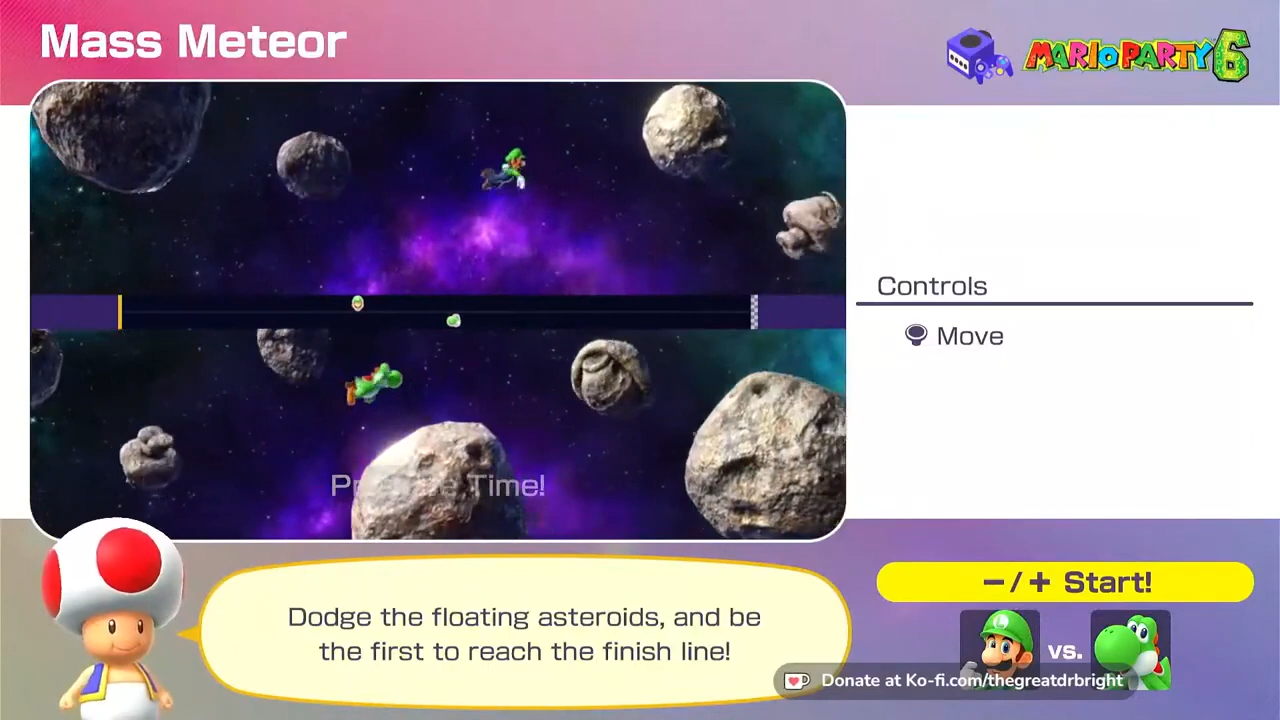 Mass Meteor
MARIO PARTY 6
Controls
Move
Practice Time!
−/+ Start!
Dodge the floating asteroids, and be
the first to reach the finish line!
vs.
Donate at Ko-fi.com/thegreatdrbright